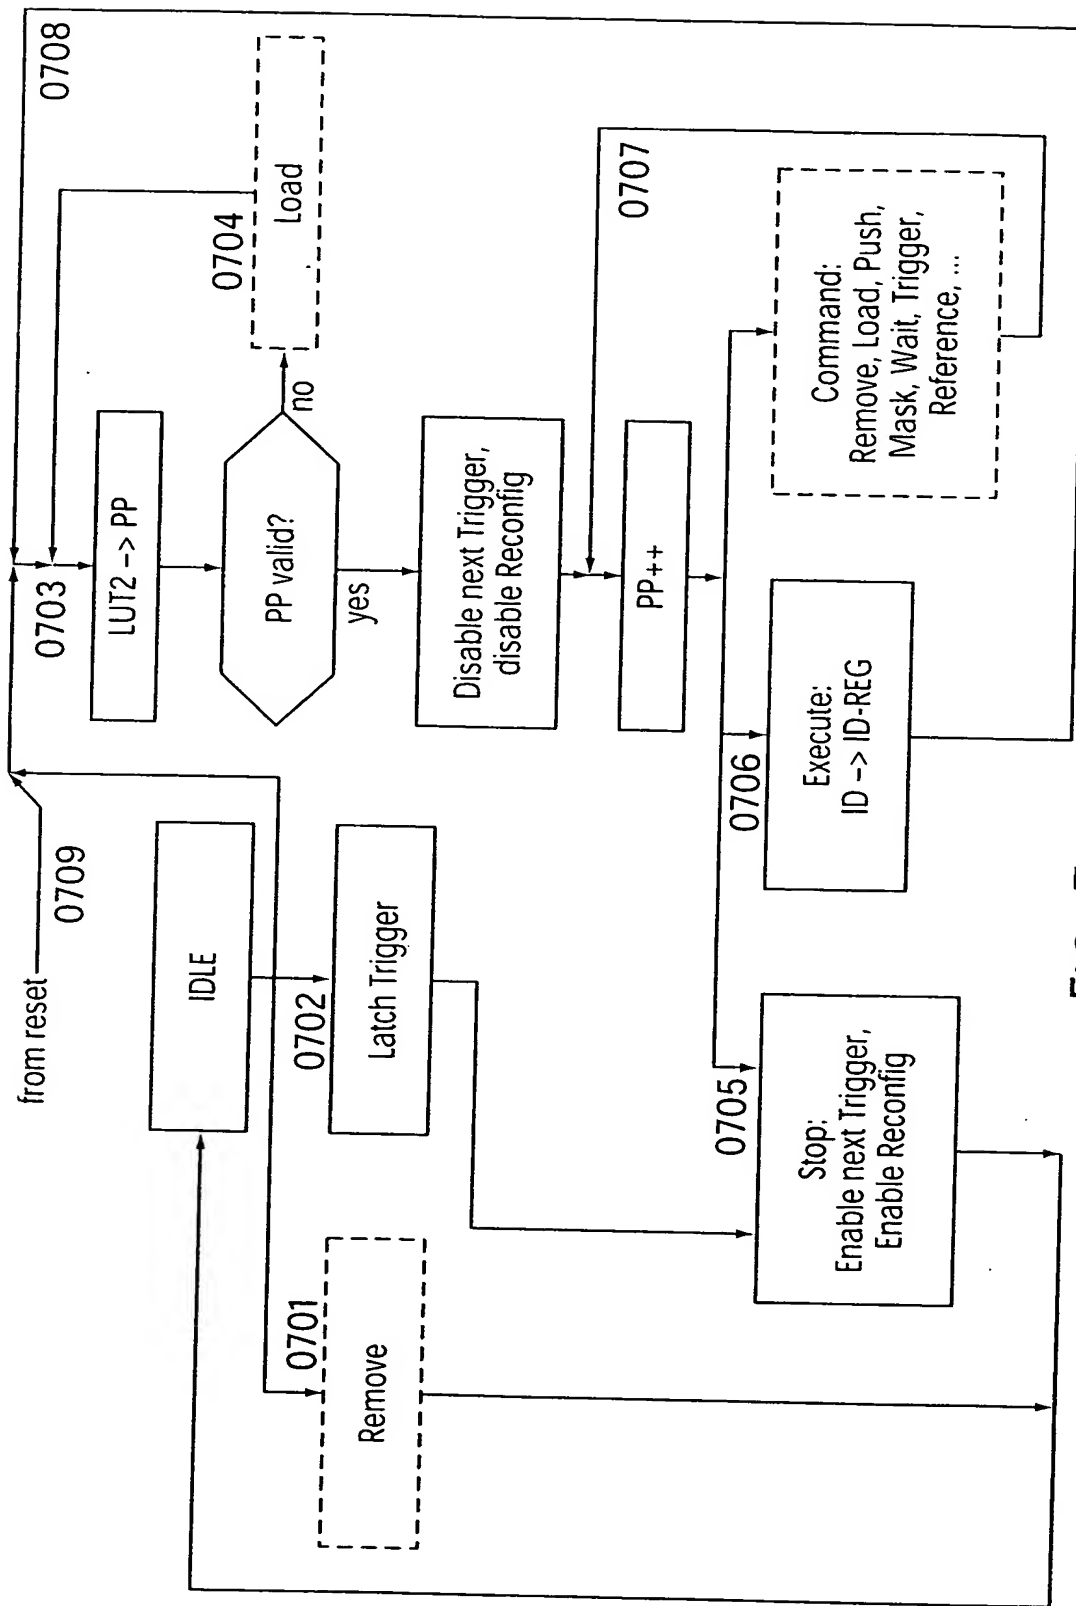 from reset
0709
0708
IDLE
0703
LUT2 -> PP
0704
Load
PP valid?
no
yes
0701
Remove
0702
Latch Trigger
Disable next Trigger,
disable Reconfig
0707
PP++
0705
Stop:
Enable next Trigger,
Enable Reconfig
0706
Execute:
ID -> ID-REG
Command:
Remove, Load, Push,
Mask, Wait, Trigger,
Reference, ...